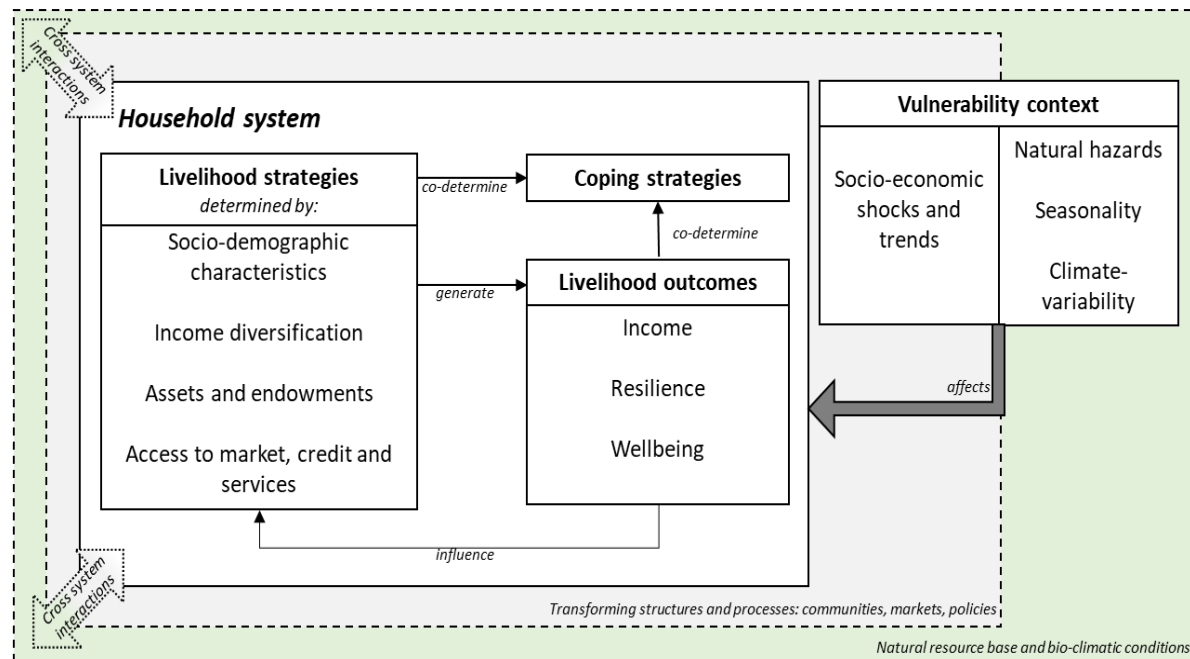 Cross system
interactions
Household system
Livelihood strategies
determined by:
Socio-demographic
characteristics
Income diversification
Assets and endowments
Access to market, credit and
services
co-determine
generate
Coping strategies
co-determine
Livelihood outcomes
Income
Resilience
Wellbeing
influence
Vulnerability context
Socio-economic
shocks and
trends
Natural hazards
Seasonality
Climate-
variability
affects
Cross system
interactions
Transforming structures and processes: communities, markets, policies
Natural resource base and bio-climatic conditions